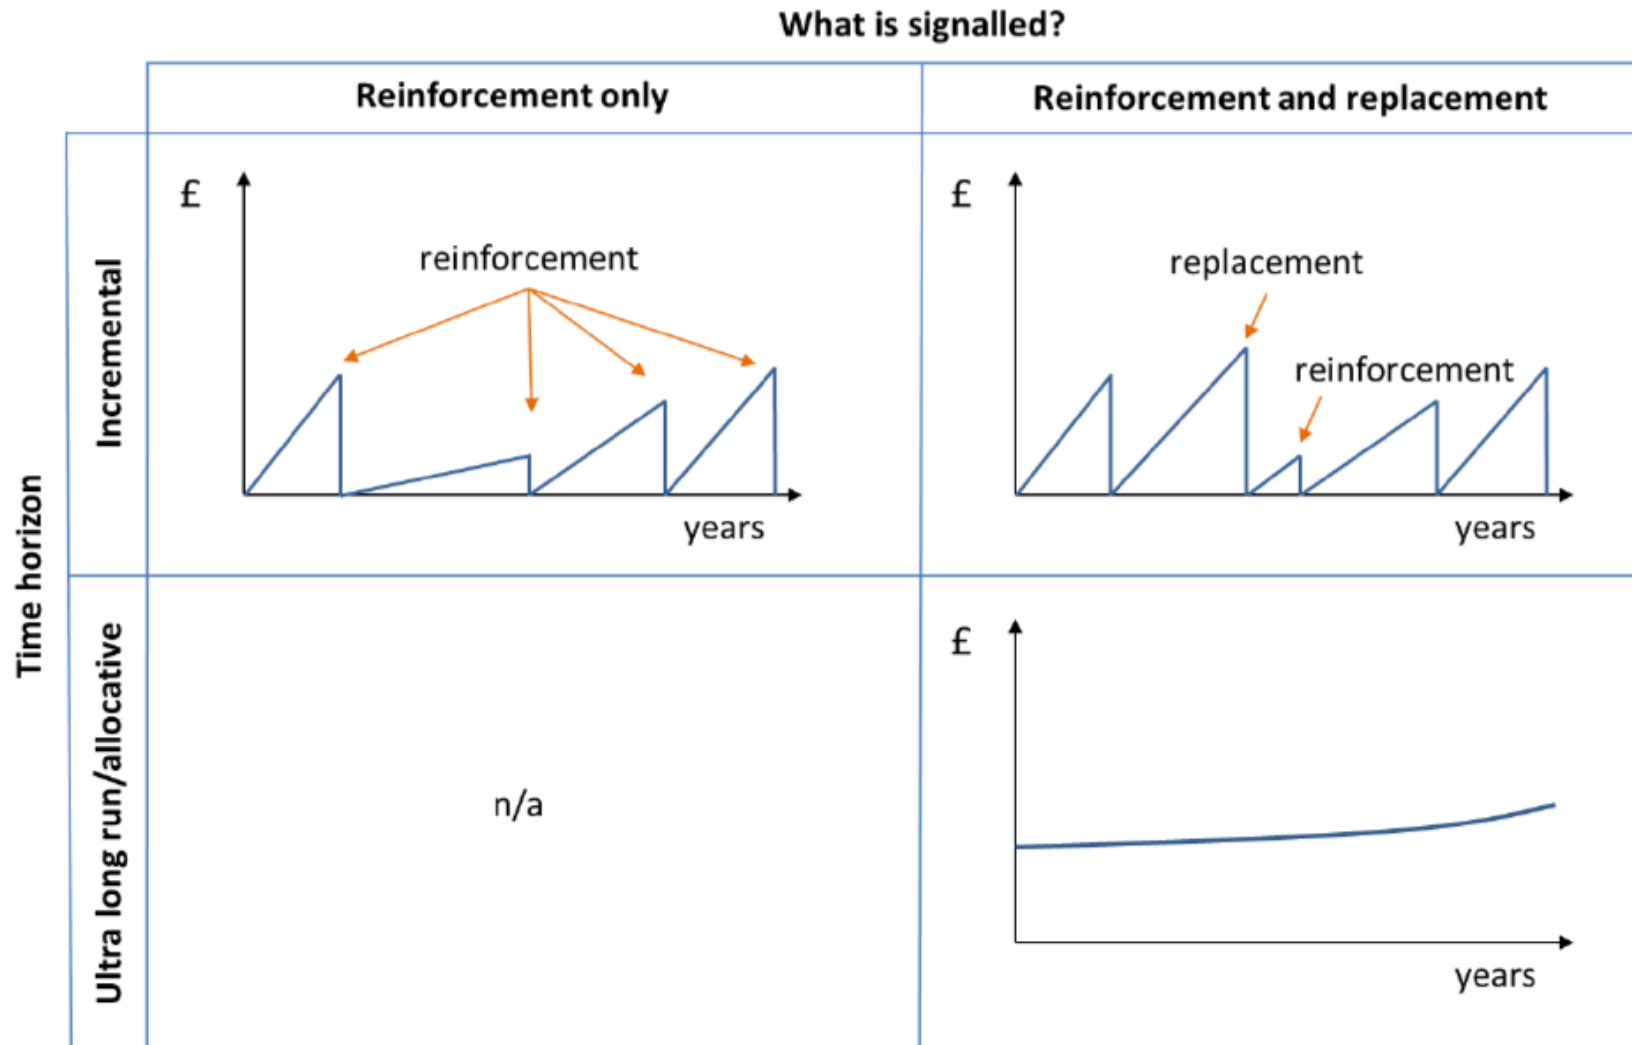 What is signalled?
Reinforcement only
Reinforcement and replacement
Time horizon
Incremental
£
reinforcement
years
£
replacement
reinforcement
years
Ultra long run/allocative
n/a
£
years